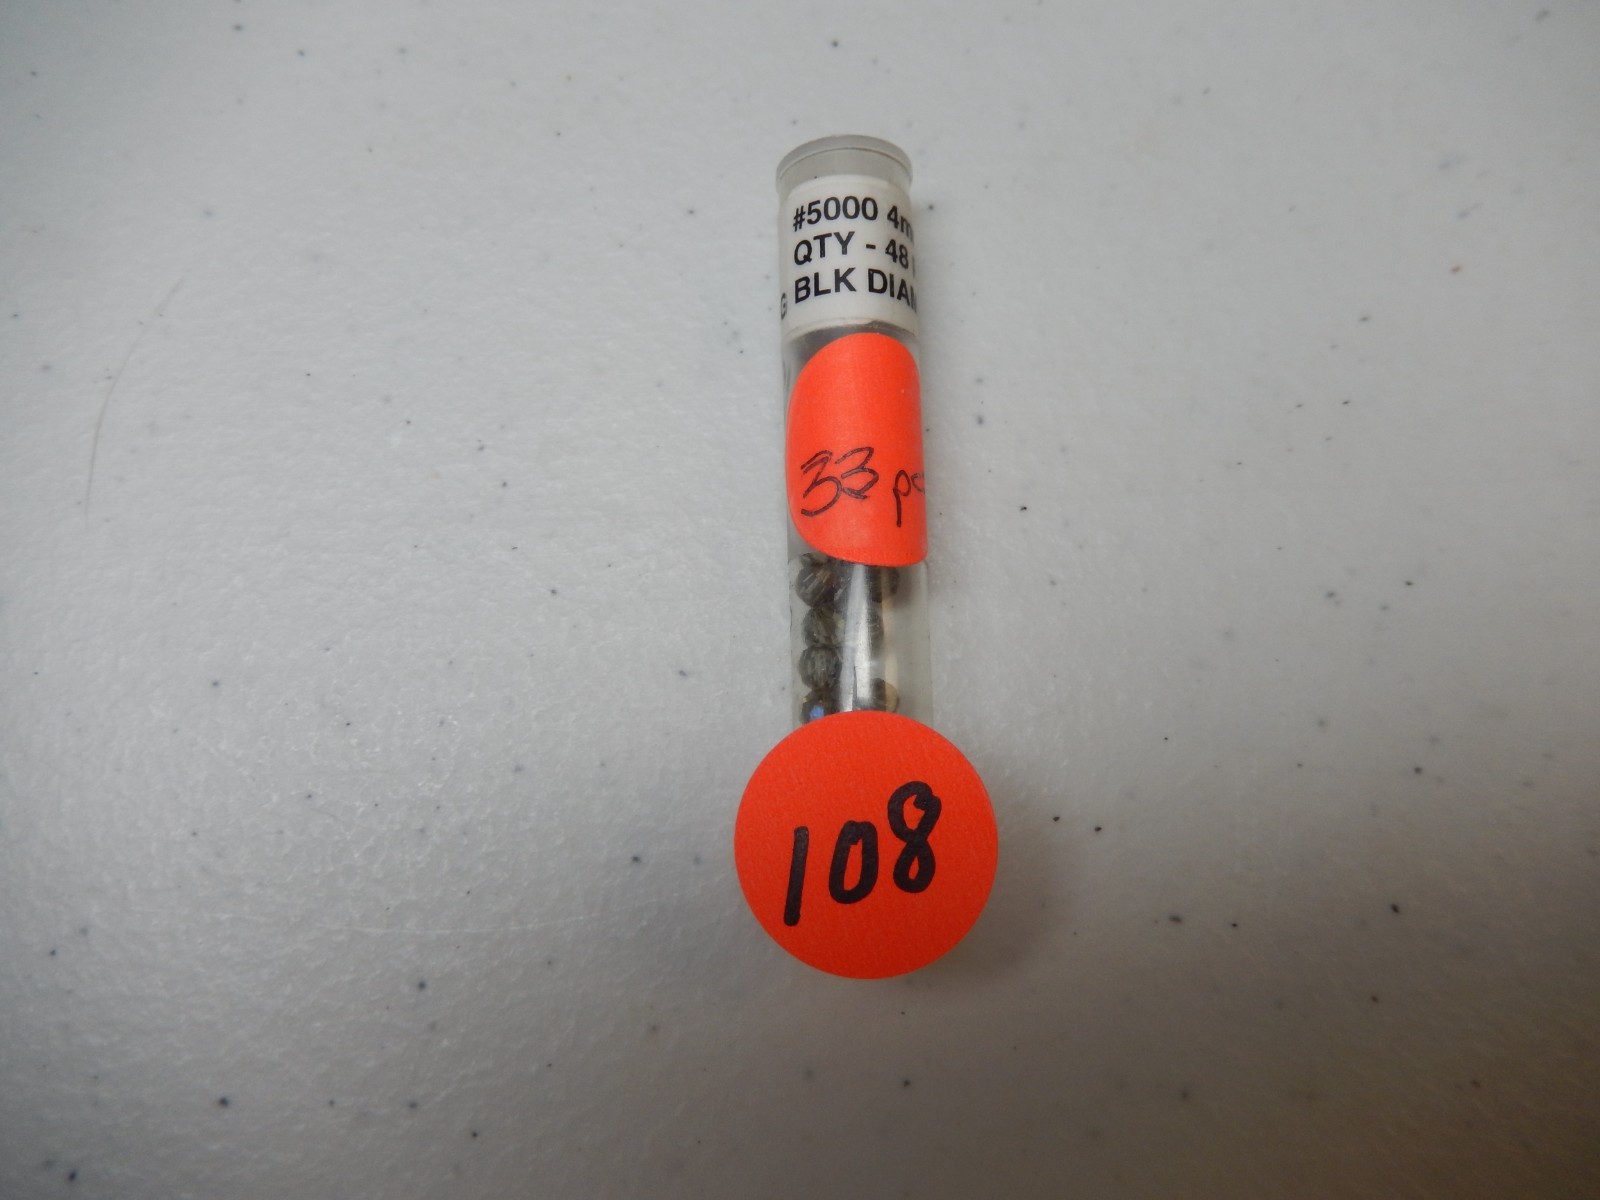 #5000 4m
QTY - 48
G BLK DIAM
33 pc
108